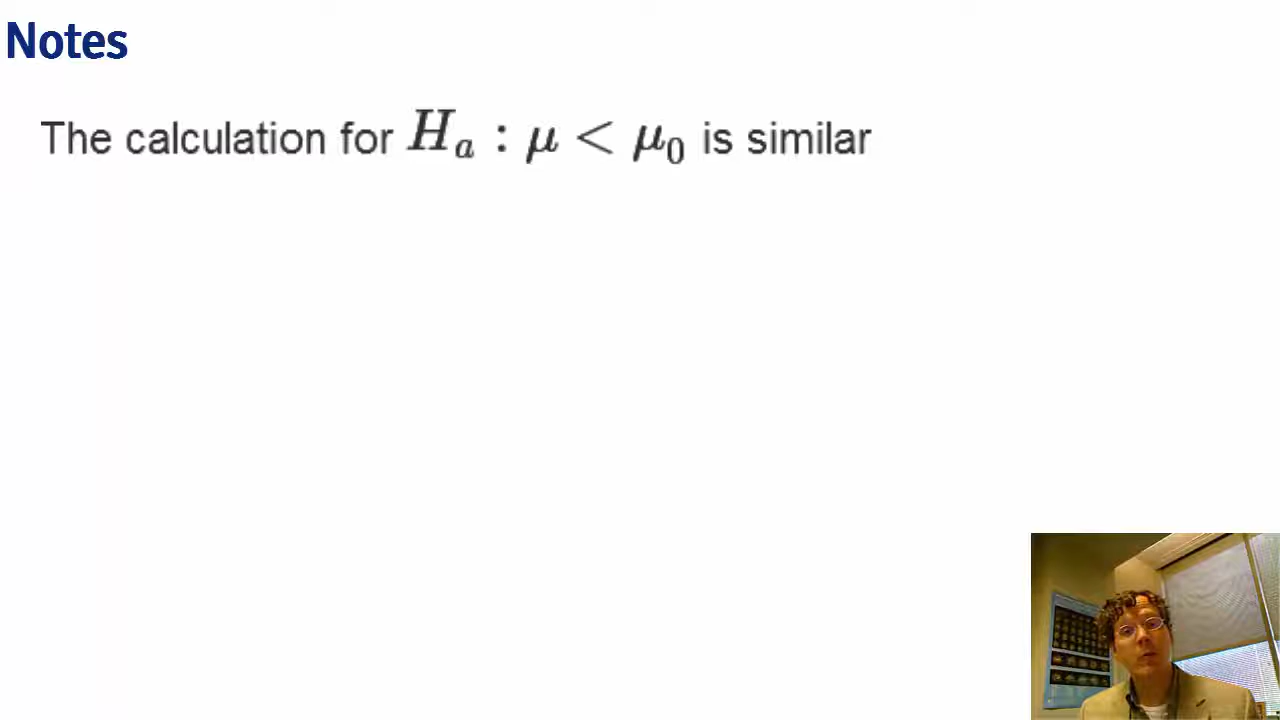 Notes
The calculation for H_a : μ < μ_0 is similar